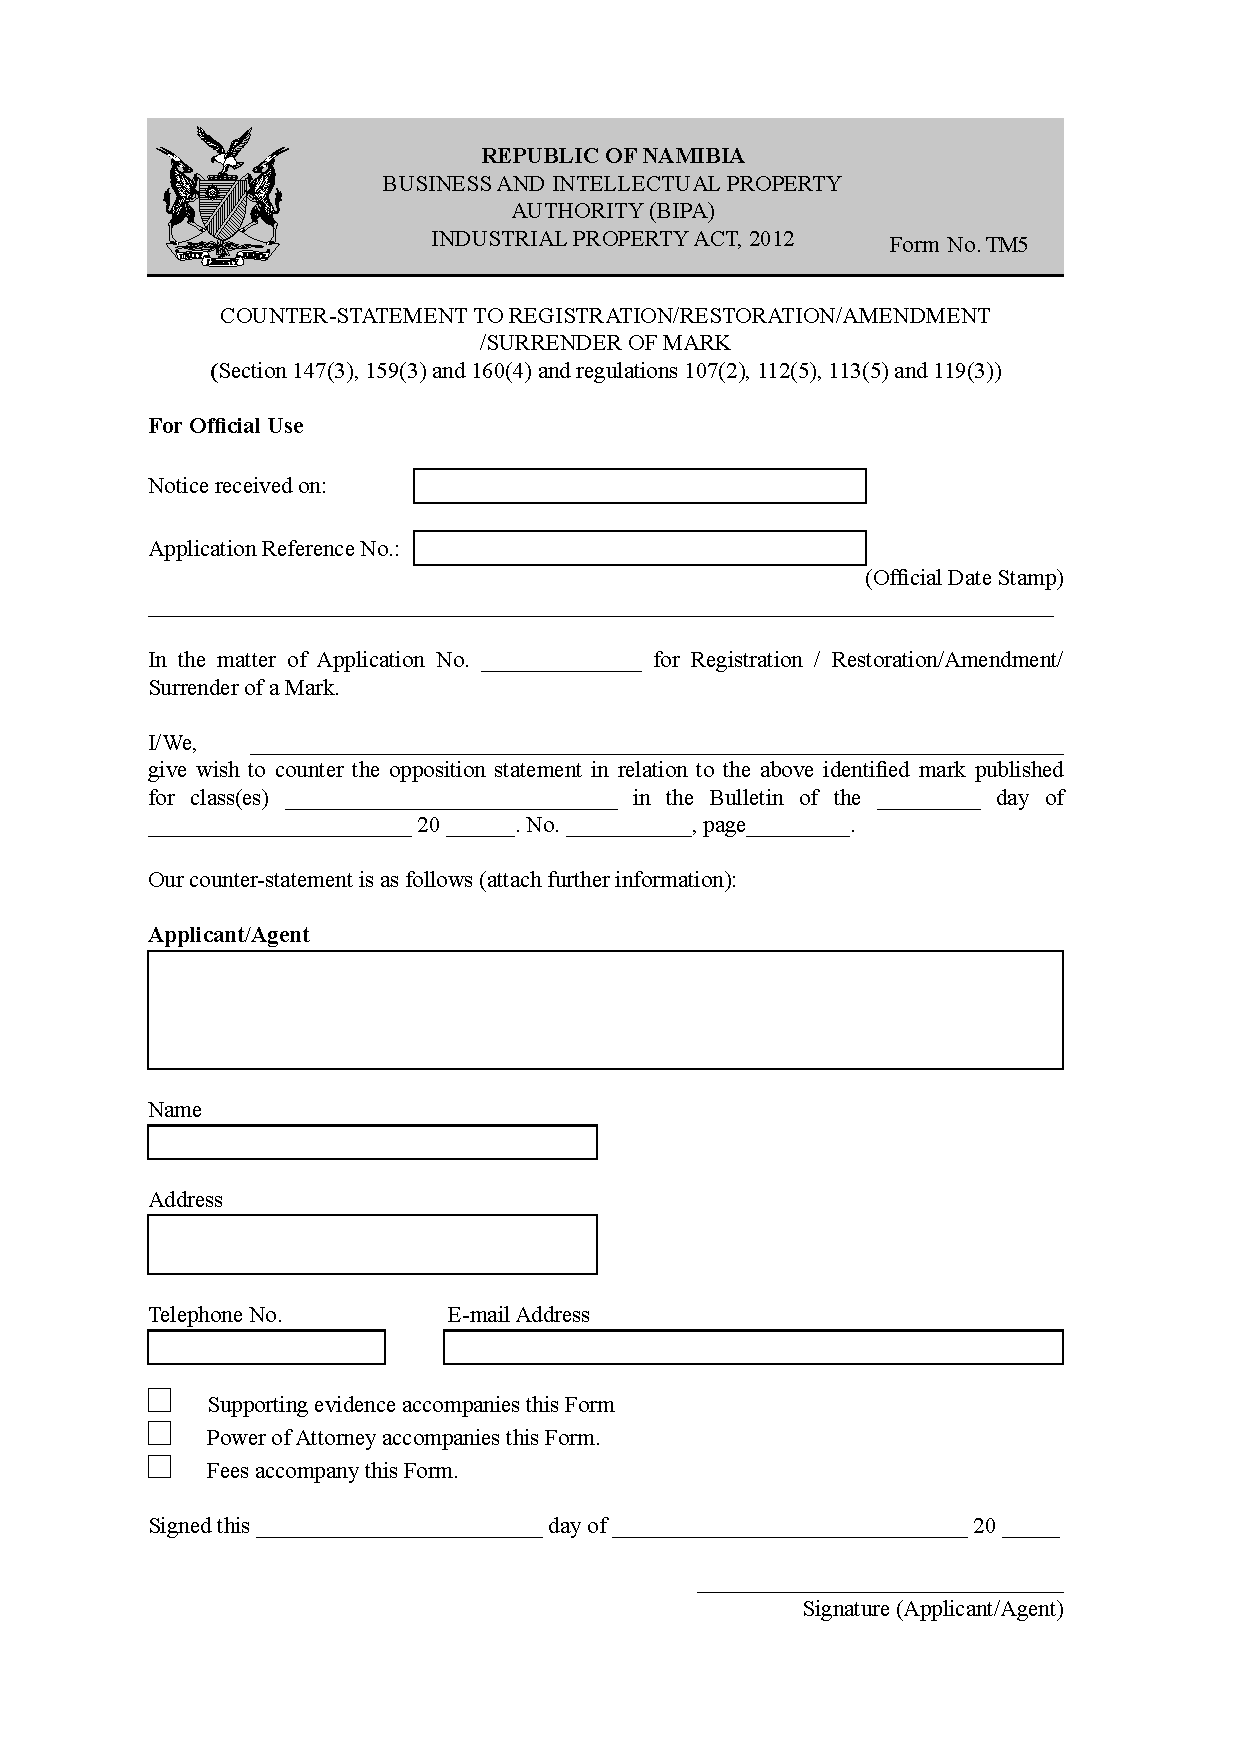 REPUBLIC OF NAMIBIA
BUSINESS AND INTELLECTUAL PROPERTY
AUTHORITY (BIPA)
INDUSTRIAL PROPERTY ACT, 2012
Form No. TM5
COUNTER-STATEMENT TO REGISTRATION/RESTORATION/AMENDMENT
/SURRENDER OF MARK
(Section 147(3), 159(3) and 160(4) and regulations 107(2), 112(5), 113(5) and 119(3))
For Official Use
Notice received on:
Application Reference No.:
(Official Date Stamp)
In the matter of Application No. ______________ for Registration / Restoration/Amendment/
Surrender of a Mark.
I/We, ______________________________________________________________________
give wish to counter the opposition statement in relation to the above identified mark published
for class(es) _____________________________ in the Bulletin of the _________ day of
_______________________ 20 ______. No. ___________, page_________.
Our counter-statement is as follows (attach further information):
Applicant/Agent
Name
Address
Telephone No. E-mail Address
☐ Supporting evidence accompanies this Form
☐ Power of Attorney accompanies this Form.
☐ Fees accompany this Form.
Signed this _________________________ day of _______________________________ 20 _____
________________________________
Signature (Applicant/Agent)